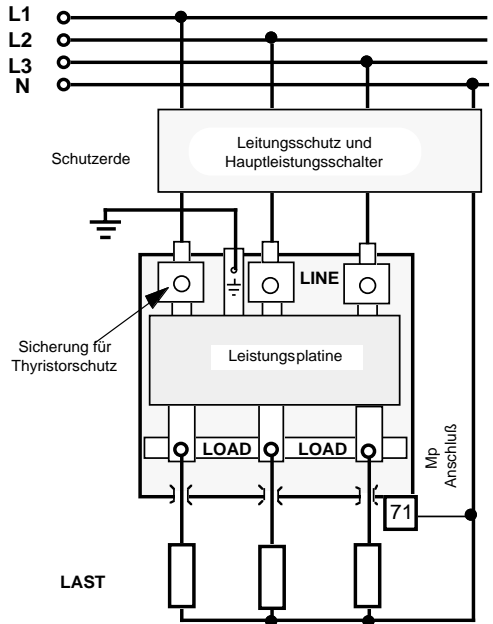 L1
L2
L3
N
Leitungsschutz und
Hauptleistungsschalter
Schutzerde
LINE
Sicherung für
Thyristorschutz
Leistungsplatine
LOAD
LOAD
Mp
Anschluß
71
LAST